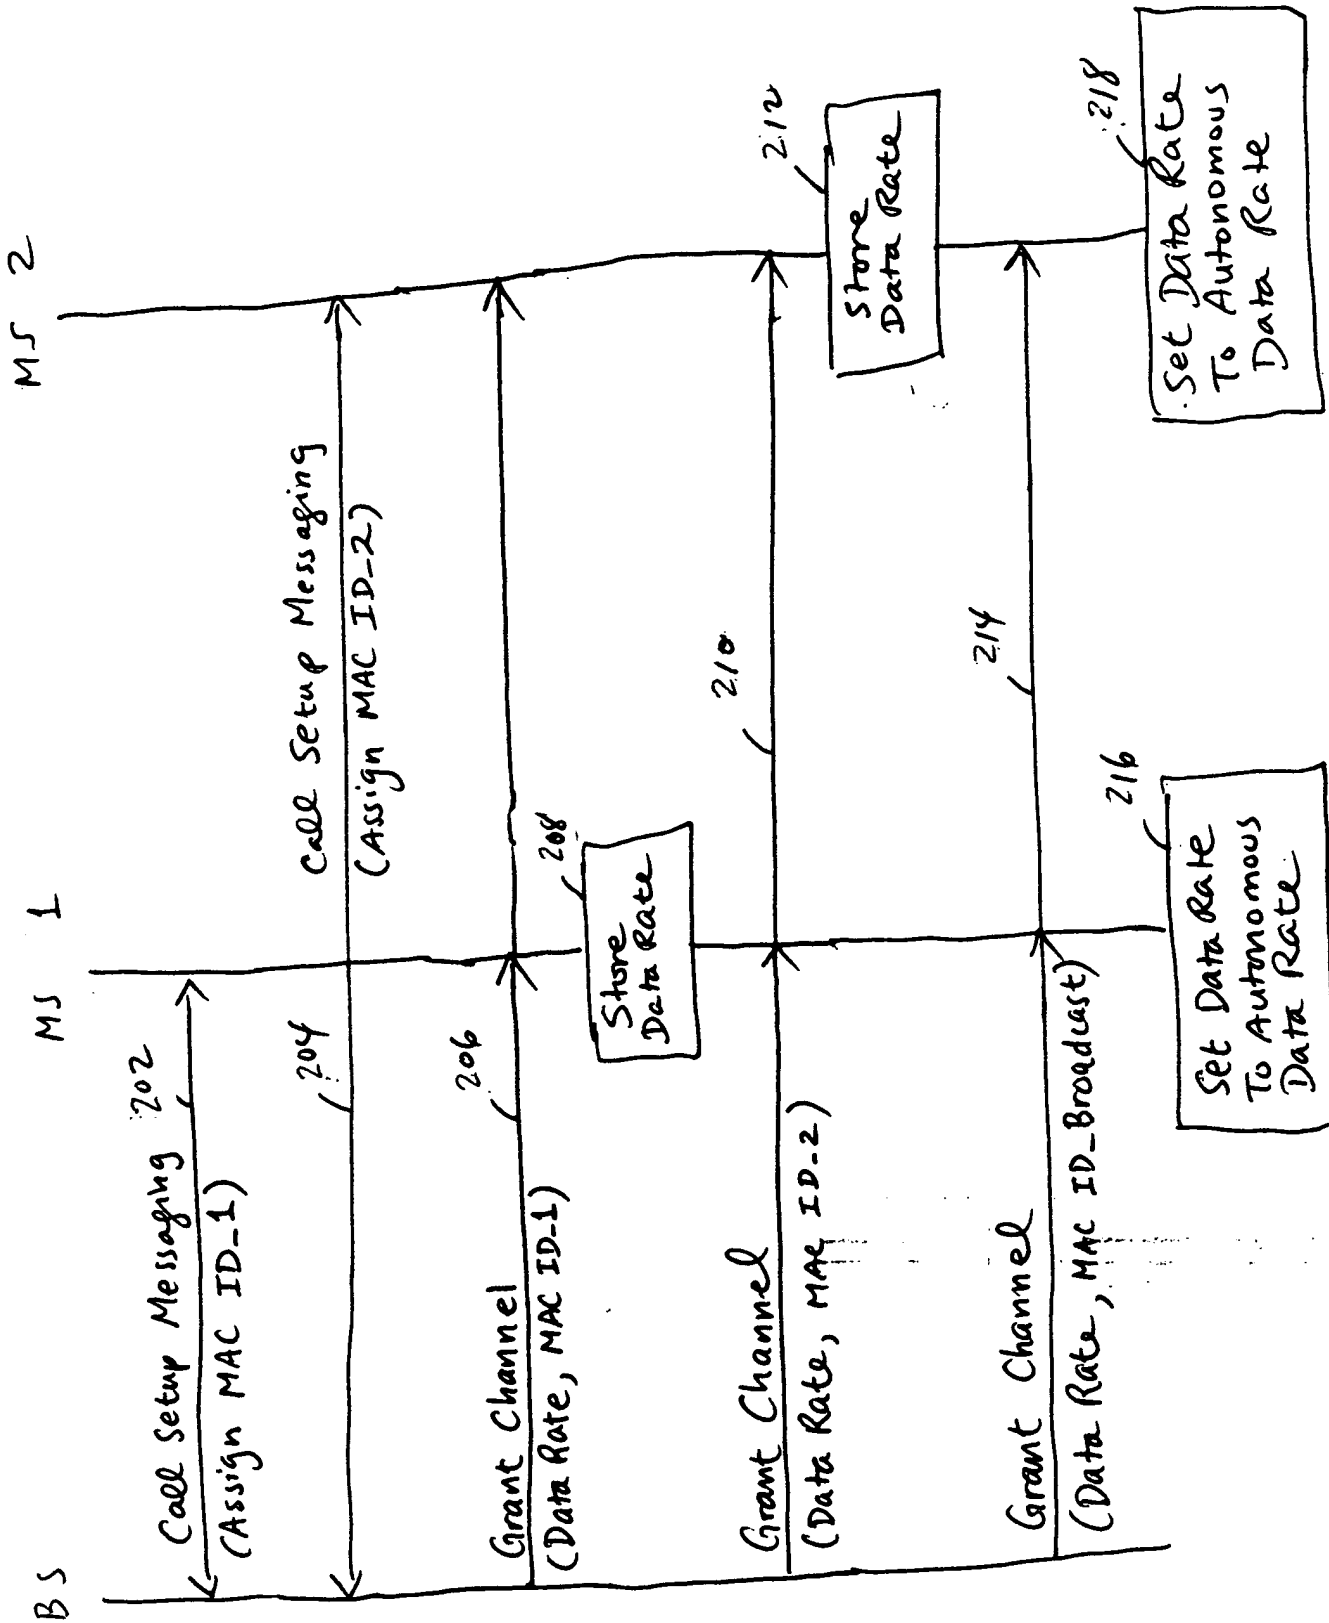 BS
MS 1
MS 2
Call Setup Messaging
202
(Assign MAC ID_1)
204
Call Setup Messaging
(Assign MAC ID_2)
Grant Channel
206
(Data Rate, MAC ID_1)
208
Store
Data Rate
Grant Channel
210
(Data Rate, MAC ID_2)
212
Store
Data Rate
Grant Channel
214
(Data Rate, MAC ID_Broadcast)
216
Set Data Rate
To Autonomous
Data Rate
218
Set Data Rate
To Autonomous
Data Rate